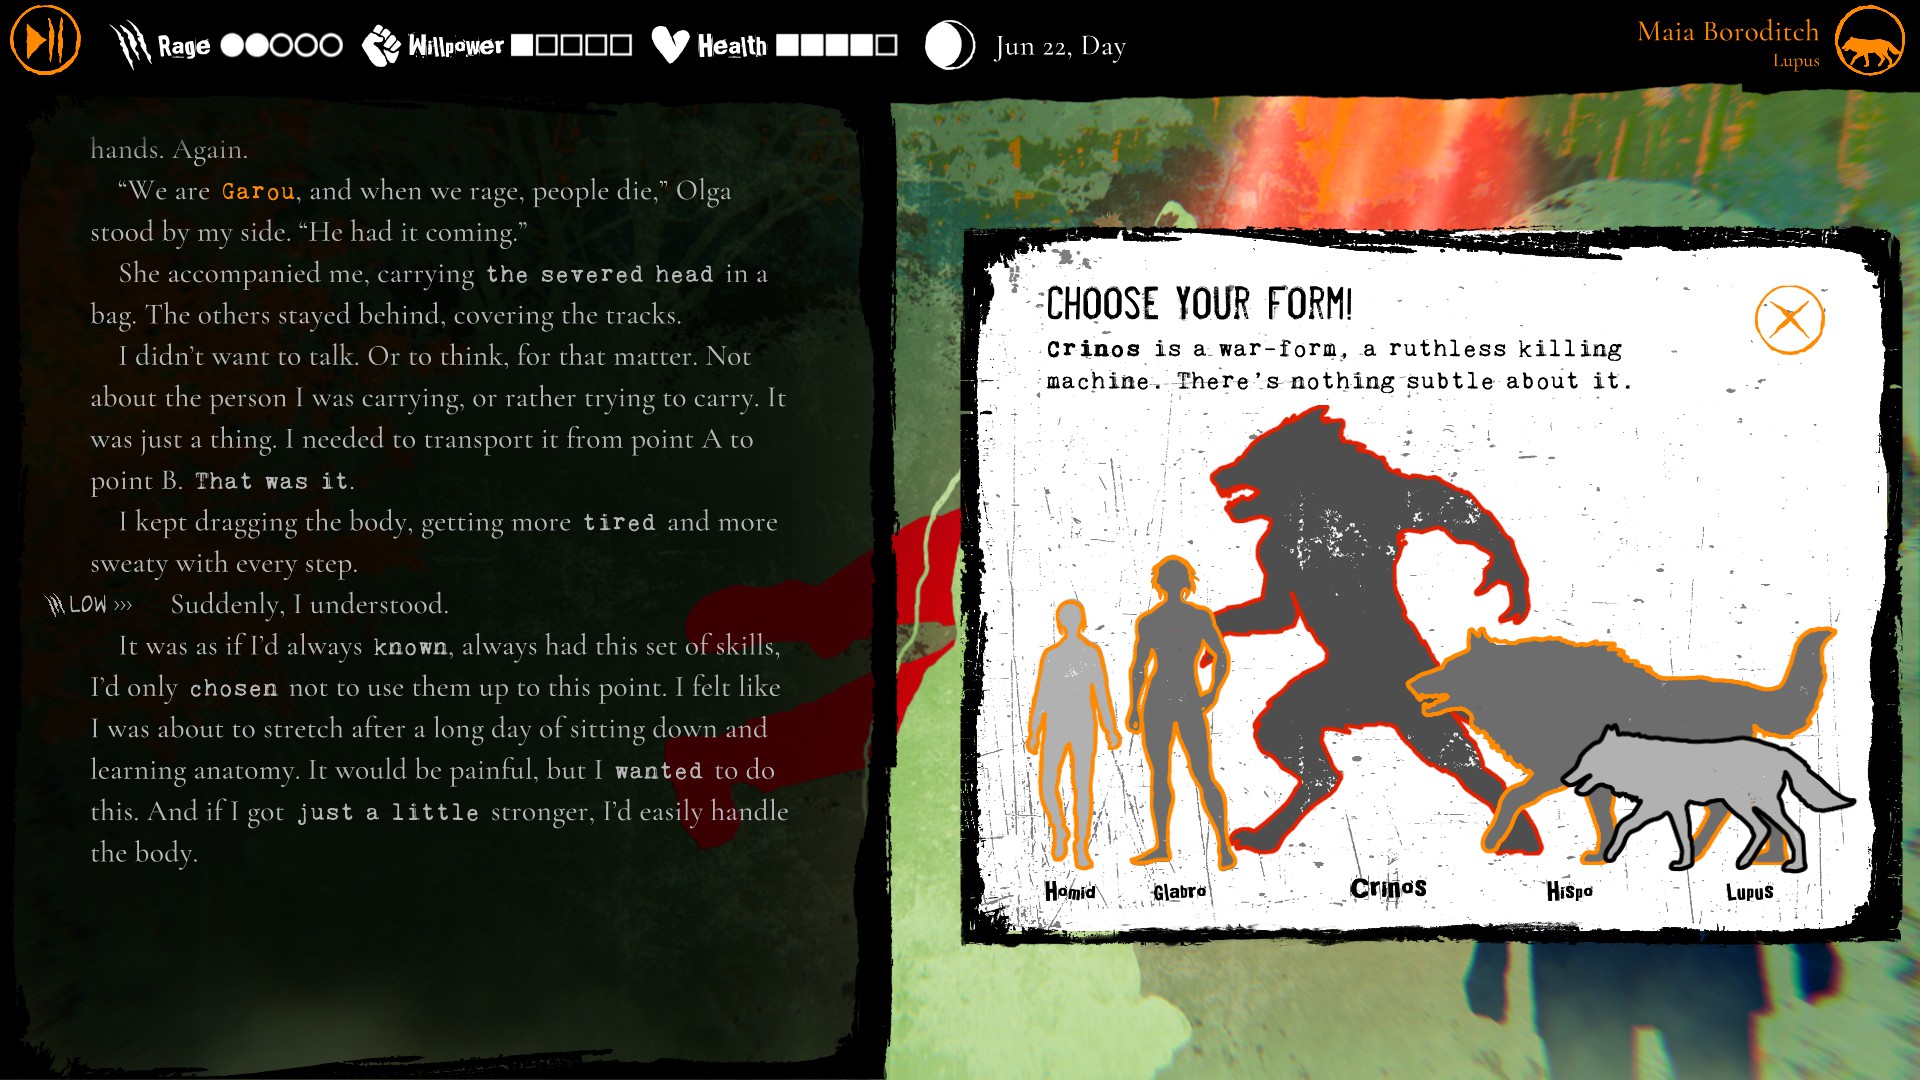 Rage
Willpower
Health
Jun 22, Day
Maia Boroditch
Lupus
hands. Again.
“We are Garou, and when we rage, people die,” Olga
stood by my side. “He had it coming.”
She accompanied me, carrying the severed head in a
bag. The others stayed behind, covering the tracks.
I didn’t want to talk. Or to think, for that matter. Not
about the person I was carrying, or rather trying to carry. It
was just a thing. I needed to transport it from point A to
point B. That was it.
I kept dragging the body, getting more tired and more
sweaty with every step.
LOW ››› Suddenly, I understood.
It was as if I’d always known, always had this set of skills,
I’d only chosen not to use them up to this point. I felt like
I was about to stretch after a long day of sitting down and
learning anatomy. It would be painful, but I wanted to do
this. And if I got just a little stronger, I’d easily handle
the body.
CHOOSE YOUR FORM!
Crinos is a war-form, a ruthless killing
machine. There’s nothing subtle about it.
Homid
Glabro
Crinos
Hispo
Lupus